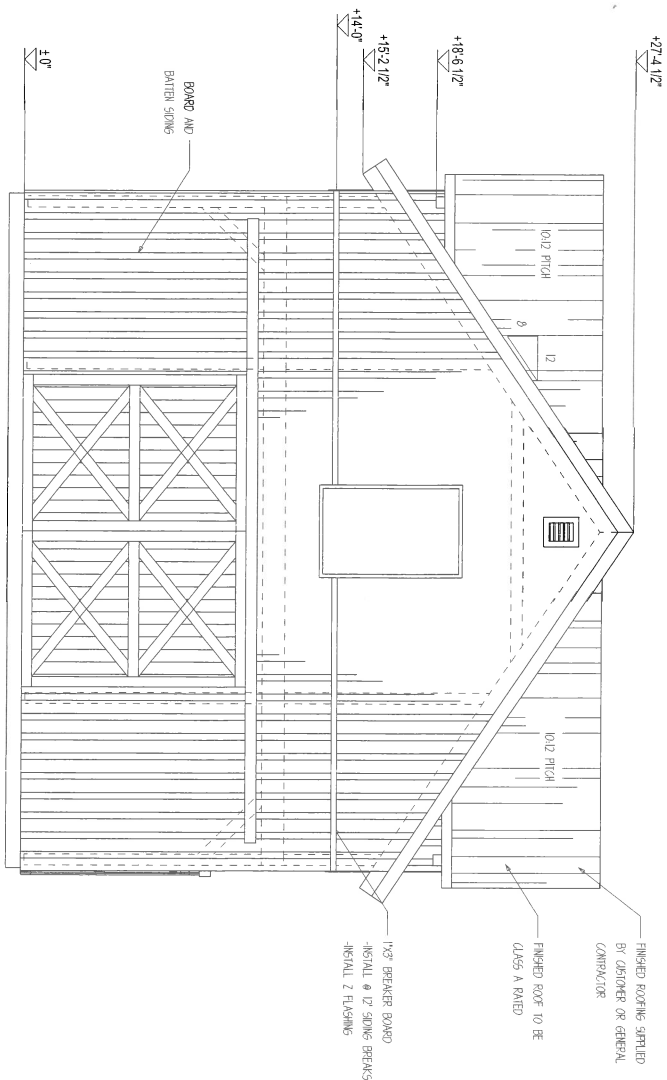 +27'-4 1/2"
+18'-6 1/2"
+15'-2 1/2"
+14'-0"
± 0"
BOARD AND
BATTEN SIDING
10:12 PITCH
12
8
10:12 PITCH
FINISHED ROOFING SUPPLIED
BY CUSTOMER OR GENERAL
CONTRACTOR
FINISHED ROOF TO BE
CLASS A RATED
1"X3" BREAKER BOARD
-INSTALL @ 12' SIDING BREAKS
-INSTALL Z FLASHING